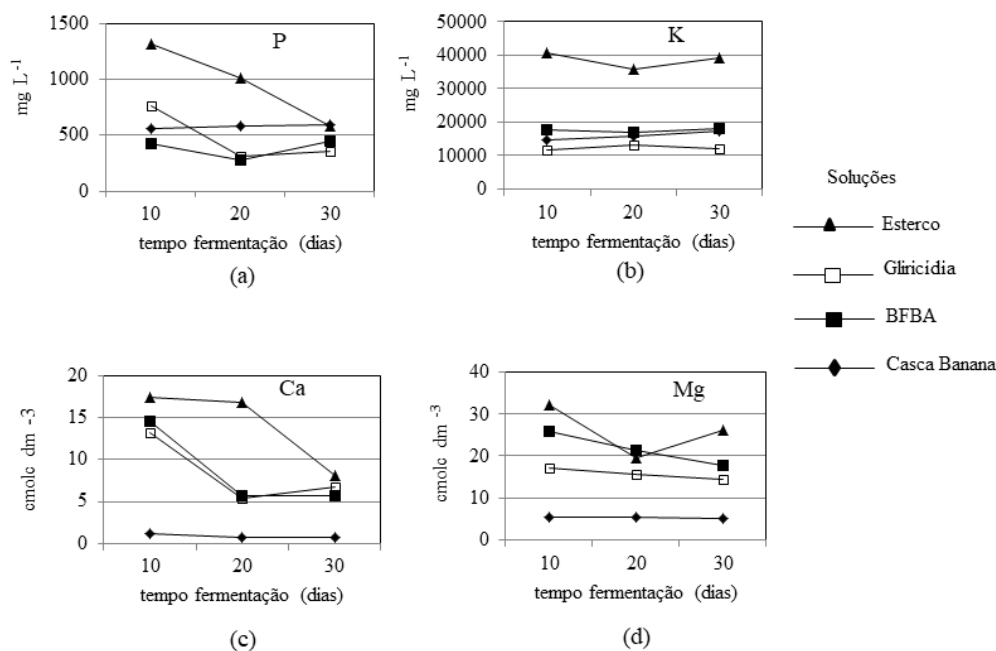 P
1500
1000
500
0
mg L⁻¹
10 20 30
tempo fermentação (dias)
(a)
K
50000
40000
30000
20000
10000
0
mg L⁻¹
10 20 30
tempo fermentação (dias)
(b)
Soluções
Esterco
Gliricídia
BFBA
Casca Banana
Ca
20
15
10
5
0
cmolc dm -3
10 20 30
tempo fermentação (dias)
(c)
Mg
40
30
20
10
0
cmolc dm -3
10 20 30
tempo fermentação (dias)
(d)